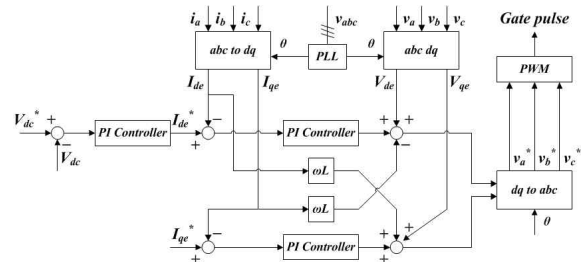 i_a i_b i_c v_abc v_a v_b v_c Gate pulse
abc to dq θ PLL θ abc dq PWM
I_de I_qe V_de V_qe
V_dc* + − V_dc PI Controller I_de* − + PI Controller + + − v_a* v_b* v_c*
ωL
ωL dq to abc
I_qe* − + PI Controller + + + θ